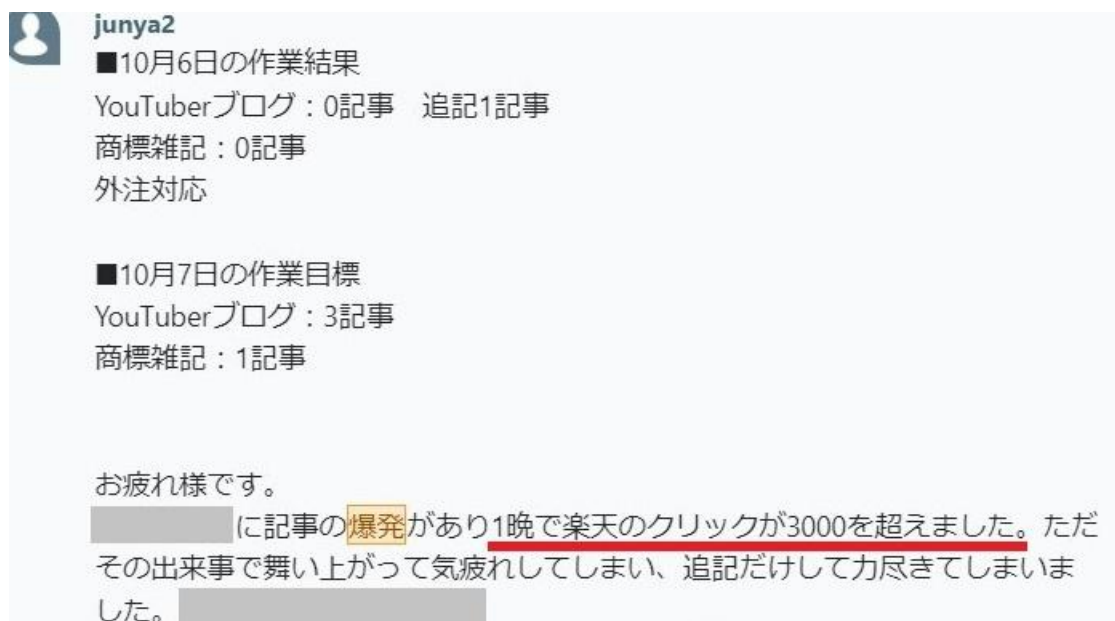 junya2
■10月6日の作業結果
YouTuberブログ：0記事　追記1記事
商標雑記：0記事
外注対応
■10月7日の作業目標
YouTuberブログ：3記事
商標雑記：1記事
お疲れ様です。
に記事の爆発があり1晩で楽天のクリックが3000を超えました。ただ
その出来事で舞い上がって気疲れしてしまい、追記だけして力尽きてしまいま
した。